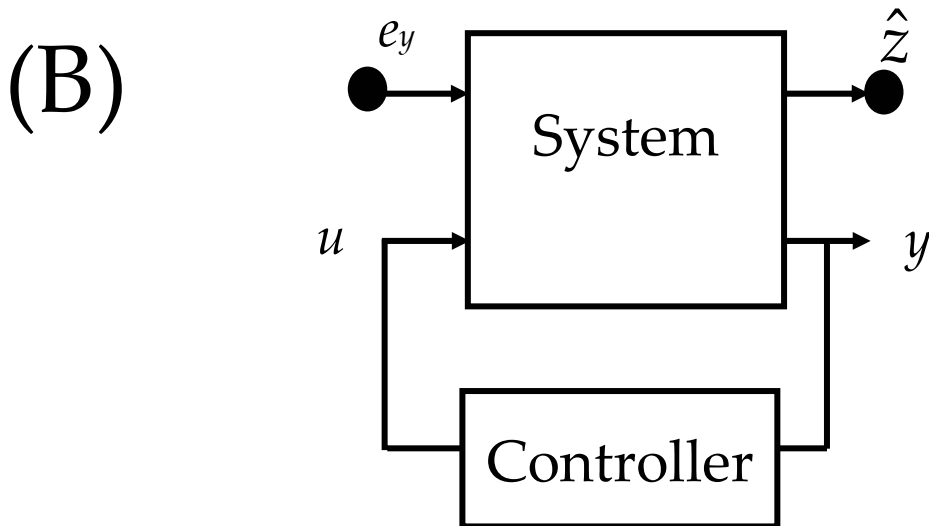 (B)
e_y
ẑ
System
u
y
Controller